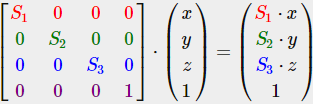 [S₁ 0 0 0] (x) (S₁ · x)
[0 S₂ 0 0] · (y) = (S₂ · y)
[0 0 S₃ 0] (z) (S₃ · z)
[0 0 0 1] (1) (1)